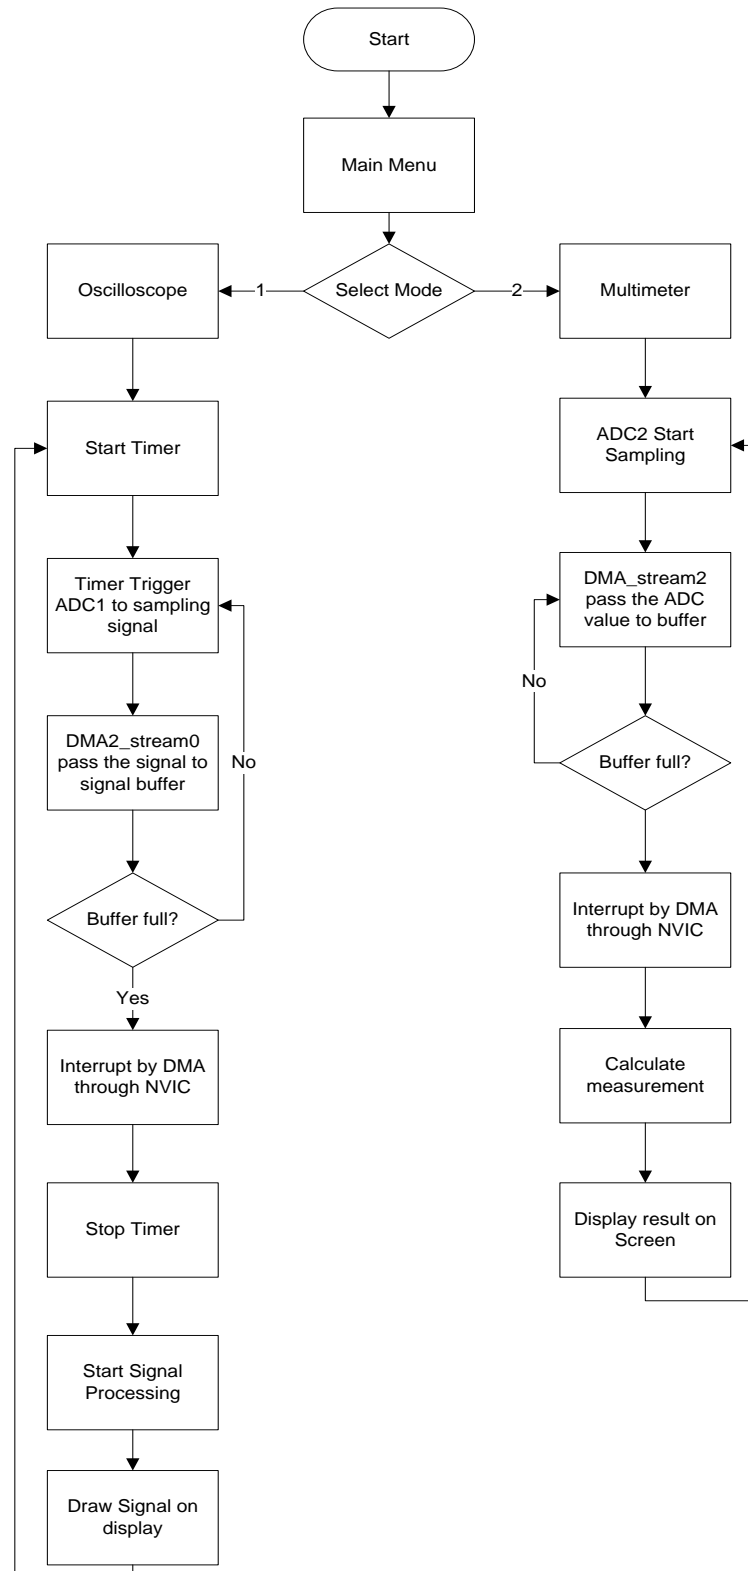 Start
Main Menu
Select Mode
1
2
Oscilloscope
Multimeter
Start Timer
ADC2 Start
Sampling
Timer Trigger
ADC1 to sampling
signal
DMA_stream2
pass the ADC
value to buffer
No
DMA2_stream0
pass the signal to
signal buffer
No
Buffer full?
Buffer full?
Yes
Interrupt by DMA
through NVIC
Interrupt by DMA
through NVIC
Calculate
measurement
Stop Timer
Display result on
Screen
Start Signal
Processing
Draw Signal on
display